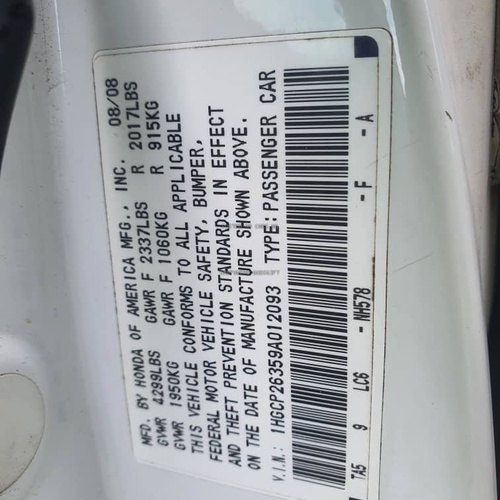 MFD. BY HONDA OF AMERICA MFG., INC. 08/08
GVWR 4299LBS GAWR F 2337LBS R 2017LBS
GVWR 1950KG GAWR F 1060KG R 915KG
THIS VEHICLE CONFORMS TO ALL APPLICABLE
FEDERAL MOTOR VEHICLE SAFETY, BUMPER,
AND THEFT PREVENTION STANDARDS IN EFFECT
ON THE DATE OF MANUFACTURE SHOWN ABOVE.
V.I.N.: 1HGCP26359A012093 TYPE:PASSENGER CAR
TA5 9 LC6 -NH578 -F -A